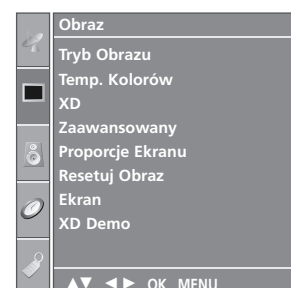 Obraz
Tryb Obrazu
Temp. Kolorów
XD
Zaawansowany
Proporcje Ekranu
Resetuj Obraz
Ekran
XD Demo
▲▼ ◄► OK MENU